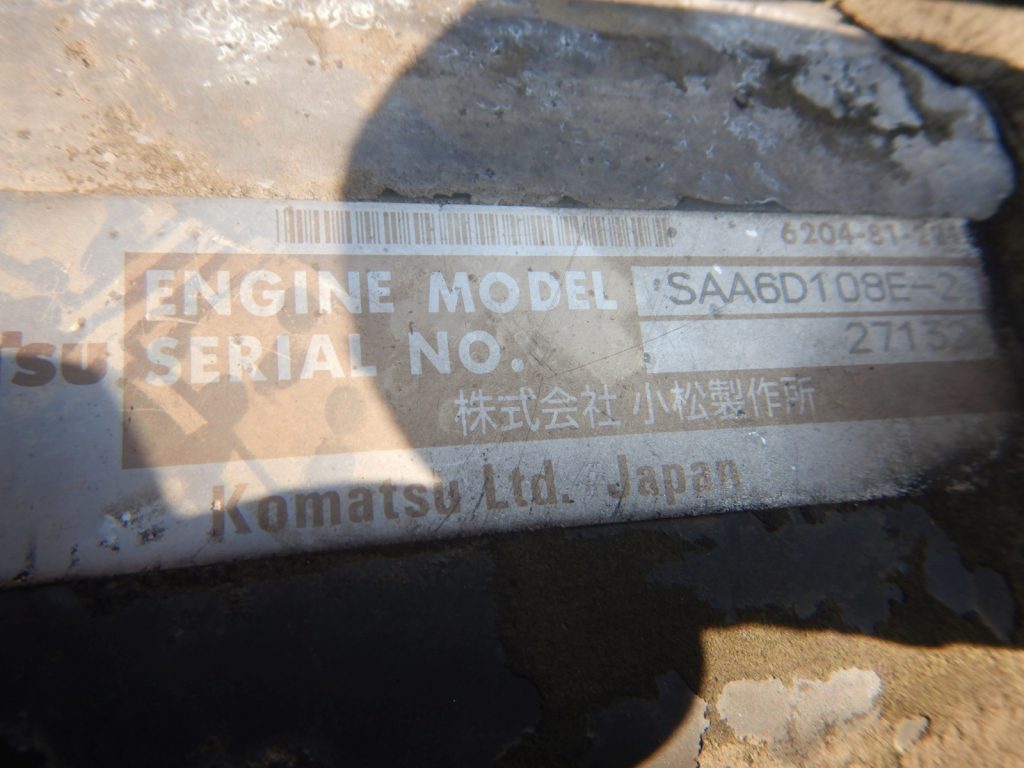 6204-81-
ENGINE MODEL SAA6D108E-2
SERIAL NO. 27132
株式会社 小松製作所
Komatsu Ltd. Japan